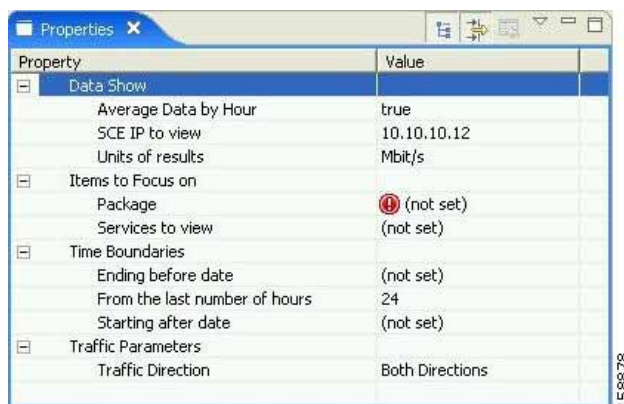 Properties
Property Value
Data Show
Average Data by Hour true
SCE IP to view 10.10.10.12
Units of results Mbit/s
Items to Focus on
Package (not set)
Services to view (not set)
Time Boundaries
Ending before date (not set)
From the last number of hours 24
Starting after date (not set)
Traffic Parameters
Traffic Direction Both Directions